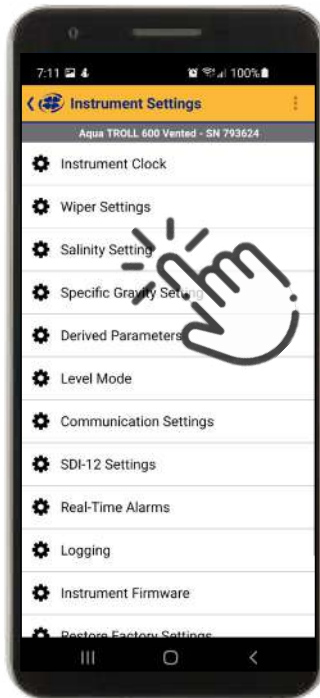 7:11 100%
Instrument Settings
Aqua TROLL 600 Vented - SN 793624
Instrument Clock
Wiper Settings
Salinity Setting
Specific Gravity Setting
Derived Parameters
Level Mode
Communication Settings
SDI-12 Settings
Real-Time Alarms
Logging
Instrument Firmware
Restore Factory Settings